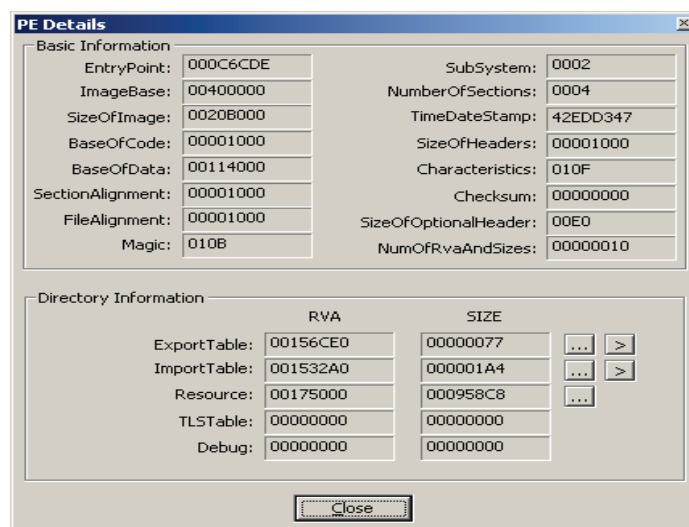 PE Details
Basic Information
EntryPoint: 000C6CDE SubSystem: 0002
ImageBase: 00400000 NumberOfSections: 0004
SizeOfImage: 0020B000 TimeDateStamp: 42EDD347
BaseOfCode: 00001000 SizeOfHeaders: 00001000
BaseOfData: 00114000 Characteristics: 010F
SectionAlignment: 00001000 Checksum: 00000000
FileAlignment: 00001000 SizeOfOptionalHeader: 00E0
Magic: 010B NumOfRvaAndSizes: 00000010
Directory Information
RVA SIZE
ExportTable: 00156CE0 00000077 ... >
ImportTable: 001532A0 000001A4 ... >
Resource: 00175000 000958C8 ...
TLSTable: 00000000 00000000
Debug: 00000000 00000000
Close